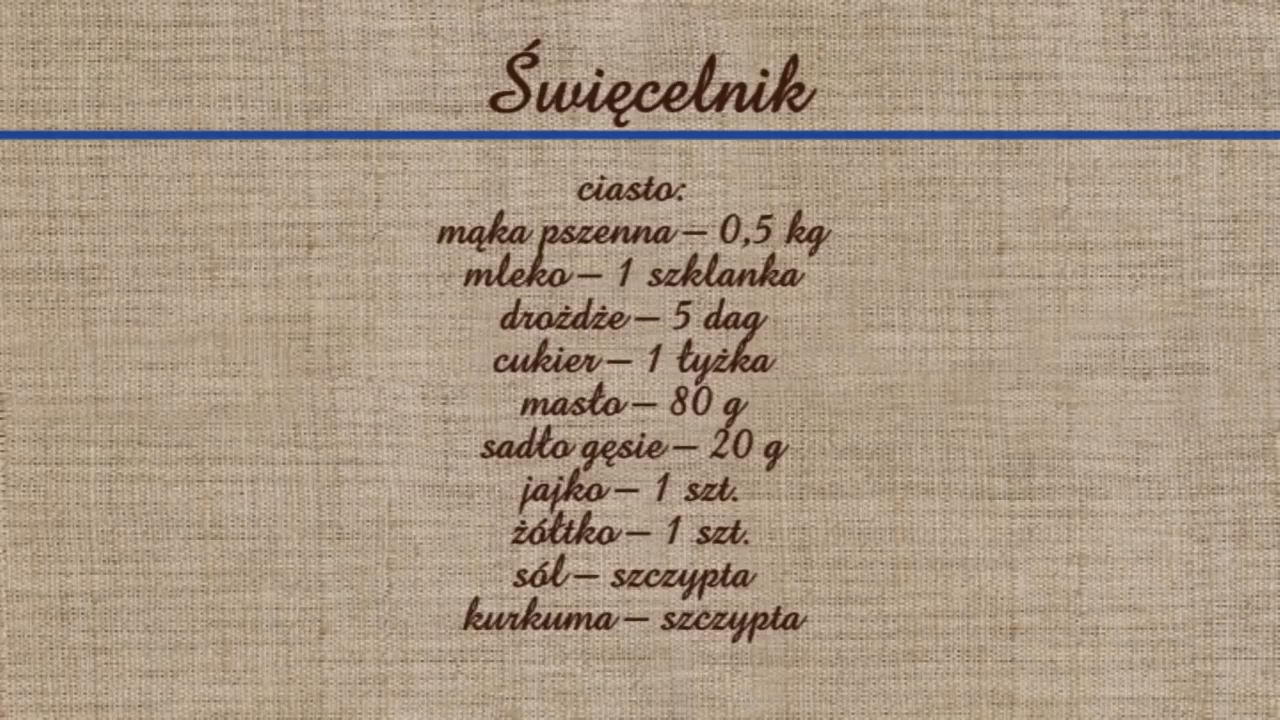 Święcelnik
ciasto:
mąka pszenna – 0,5 kg
mleko – 1 szklanka
drożdże – 5 dag
cukier – 1 łyżka
masło – 80 g
sadło gęsie – 20 g
jajko – 1 szt.
żółtko – 1 szt.
sól – szczypta
kurkuma – szczypta